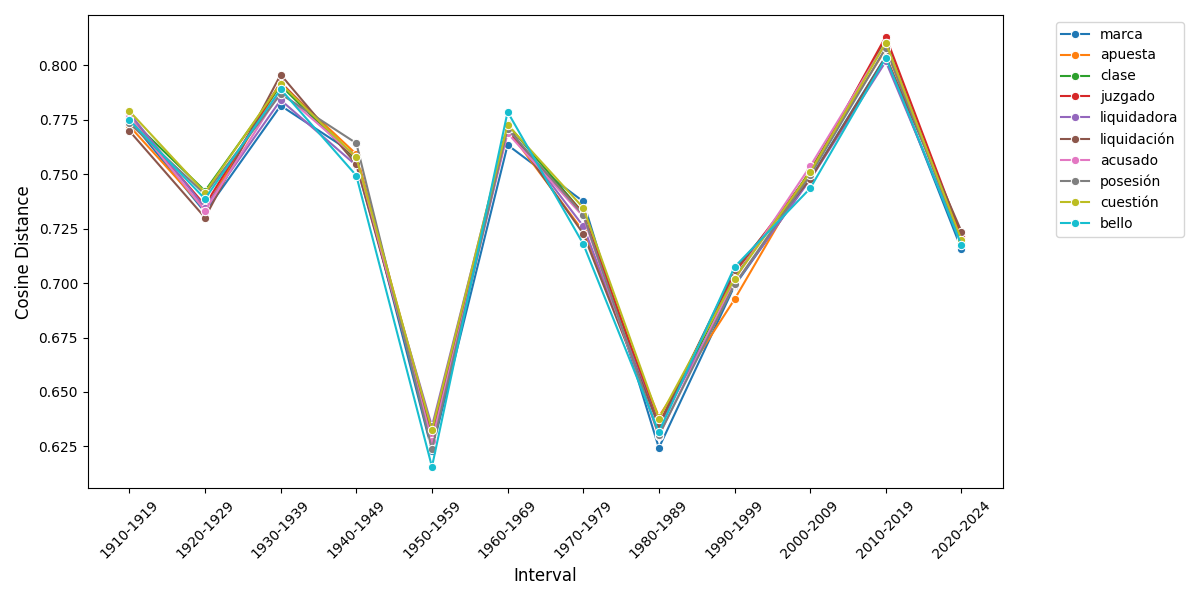 Cosine Distance
0.800
0.775
0.750
0.725
0.700
0.675
0.650
0.625
1910-1919
1920-1929
1930-1939
1940-1949
1950-1959
1960-1969
1970-1979
1980-1989
1990-1999
2000-2009
2010-2019
2020-2024
Interval
marca
apuesta
clase
juzgado
liquidadora
liquidación
acusado
posesión
cuestión
bello